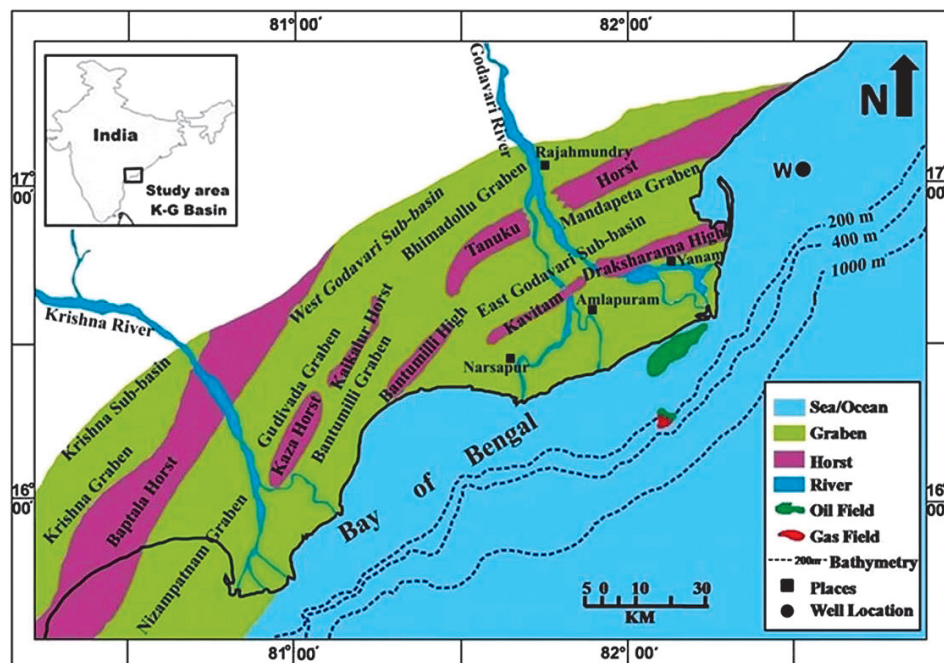 81°00' 82°00'
17°00'
17°00'
16°00'
16°00'
81°00' 82°00'
India
Study area
K-G Basin
N
W
Godavari River
Rajahmundry
Horst
Bhimadollu Graben
Mandapeta Graben
West Godavari Sub-basin
Tanuku
East Godavari Sub-basin
Draksharama High
Yanam
Kavitam
Amlapuram
Narsapur
Krishna River
Krishna Sub-basin
Krishna Graben
Baptala Horst
Gudivada Graben
Kaikalur Horst
Kaza Horst
Bantumilli Graben
Bantumilli High
Nizampatnam Graben
Bay of Bengal
200 m
400 m
1000 m
5 0 10 30
KM
Sea/Ocean
Graben
Horst
River
Oil Field
Gas Field
200m Bathymetry
Places
Well Location